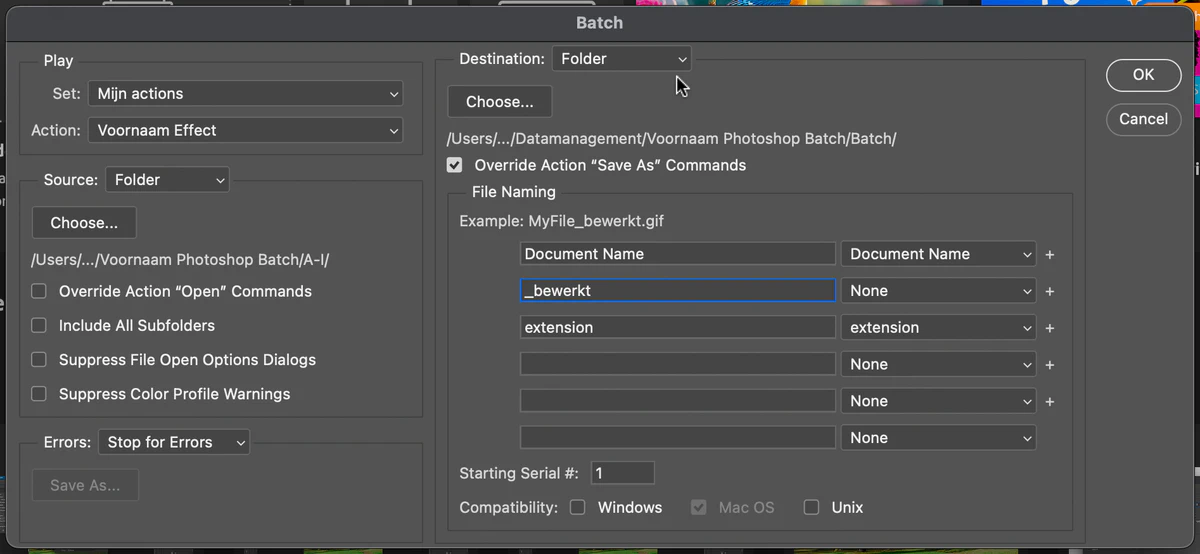 Batch
Play
Set: Mijn actions
Action: Voornaam Effect
Source: Folder
Choose...
/Users/.../Voornaam Photoshop Batch/A-I/
Override Action “Open” Commands
Include All Subfolders
Suppress File Open Options Dialogs
Suppress Color Profile Warnings
Errors: Stop for Errors
Save As...
Destination: Folder
Choose...
/Users/.../Datamanagement/Voornaam Photoshop Batch/Batch/
Override Action “Save As” Commands
File Naming
Example: MyFile_bewerkt.gif
Document Name Document Name +
_bewerkt None +
extension extension +
None +
None +
None
Starting Serial #: 1
Compatibility: Windows Mac OS Unix
OK
Cancel